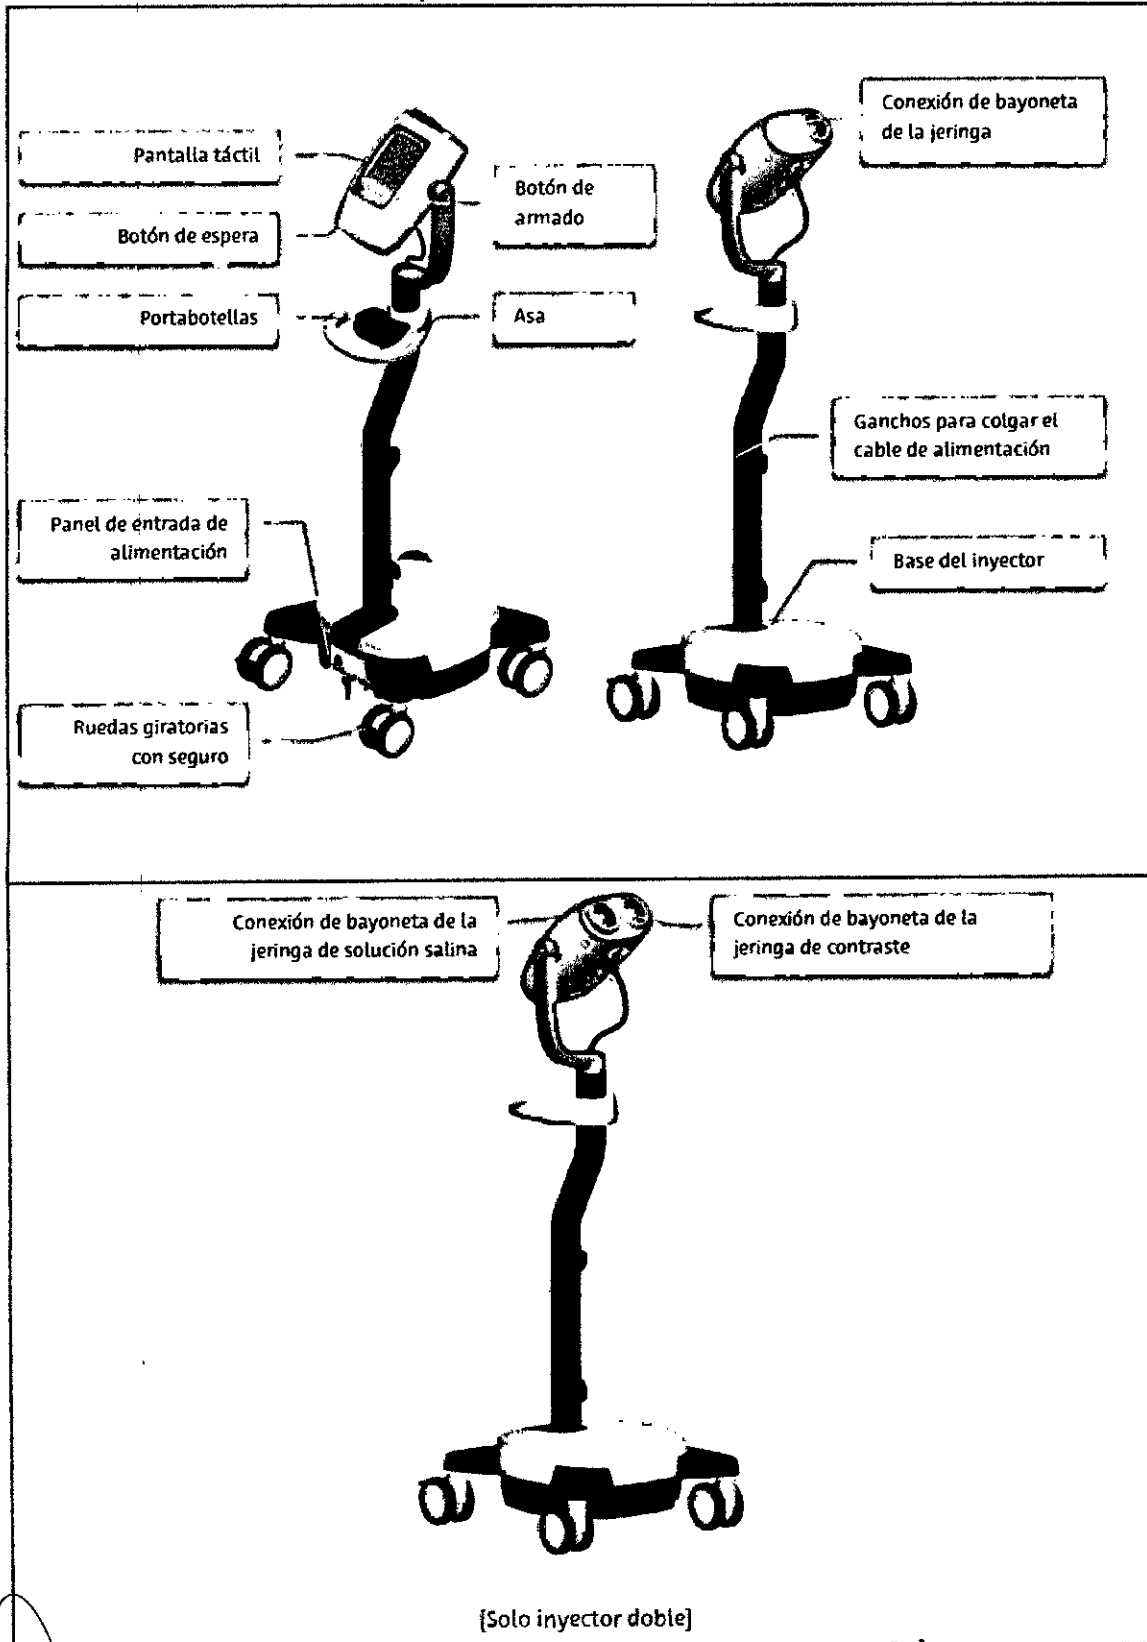 Pantalla táctil
Botón de espera
Portabotellas
Botón de
armado
Asa
Panel de entrada de
alimentación
Ruedas giratorias
con seguro
Conexión de bayoneta
de la jeringa
Ganchos para colgar el
cable de alimentación
Base del inyector
Conexión de bayoneta de la
jeringa de solución salina
Conexión de bayoneta de la
jeringa de contraste
[Solo inyector doble]